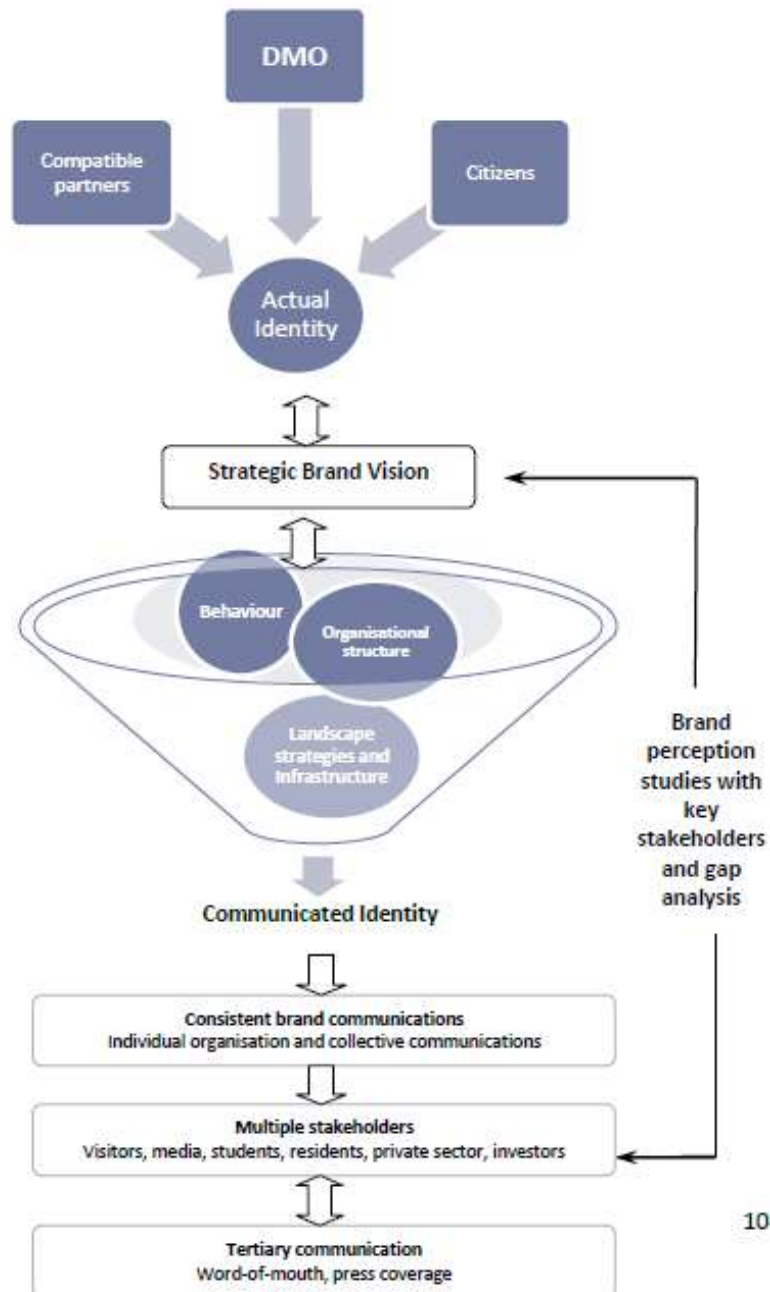 DMO
Compatible
partners
Citizens
Actual
Identity
Strategic Brand Vision
Behaviour
Organisational
structure
Landscape
strategies and
Infrastructure
Brand
perception
studies with
key
stakeholders
and gap
analysis
Communicated Identity
Consistent brand communications
Individual organisation and collective communications
Multiple stakeholders
Visitors, media, students, residents, private sector, investors
10
Tertiary communication
Word-of-mouth, press coverage